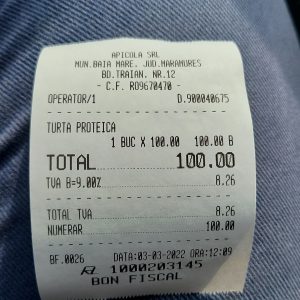 APICOLA SRL
MUN.BAIA MARE. JUD.MARAMURES
BD.TRAIAN. NR.12
- C.F. RO9670470 -
OPERATOR/1 D.900040675
TURTA PROTEICA
1 BUC X 100.00 100.00 B
TOTAL 100.00
TVA B=9.00% 8.26
TOTAL TVA 8.26
NUMERAR 100.00
BF.0026 DATA:03-03-2022 ORA:12:09
1000203145
BON FISCAL